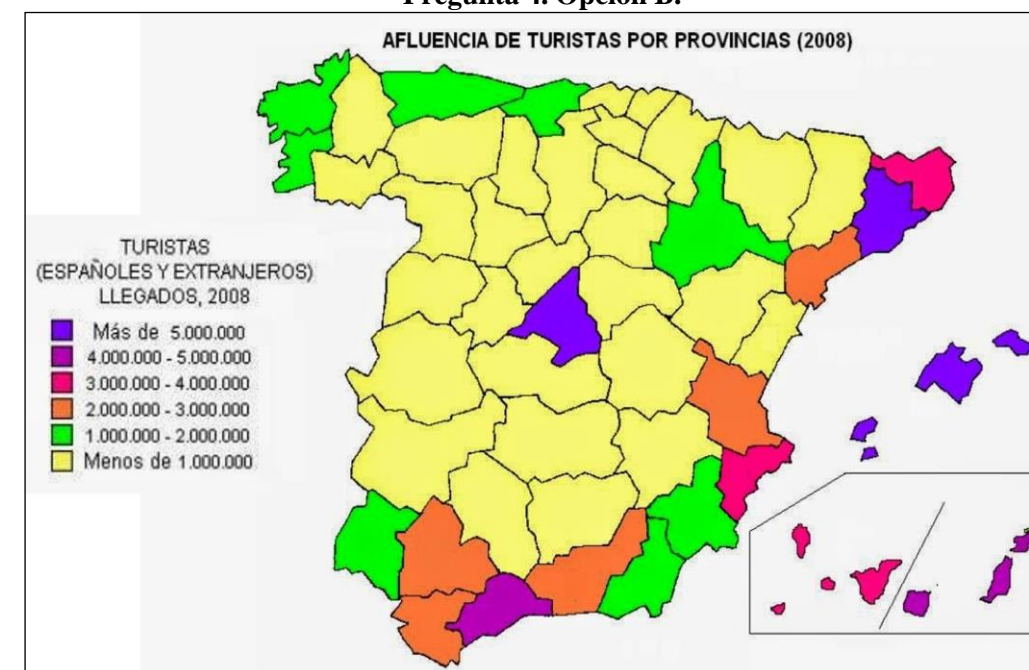 Pregunta 4. Opción B.
AFLUENCIA DE TURISTAS POR PROVINCIAS (2008)
TURISTAS
(ESPAÑOLES Y EXTRANJEROS)
LLEGADOS, 2008
Más de 5.000.000
4.000.000 - 5.000.000
3.000.000 - 4.000.000
2.000.000 - 3.000.000
1.000.000 - 2.000.000
Menos de 1.000.000